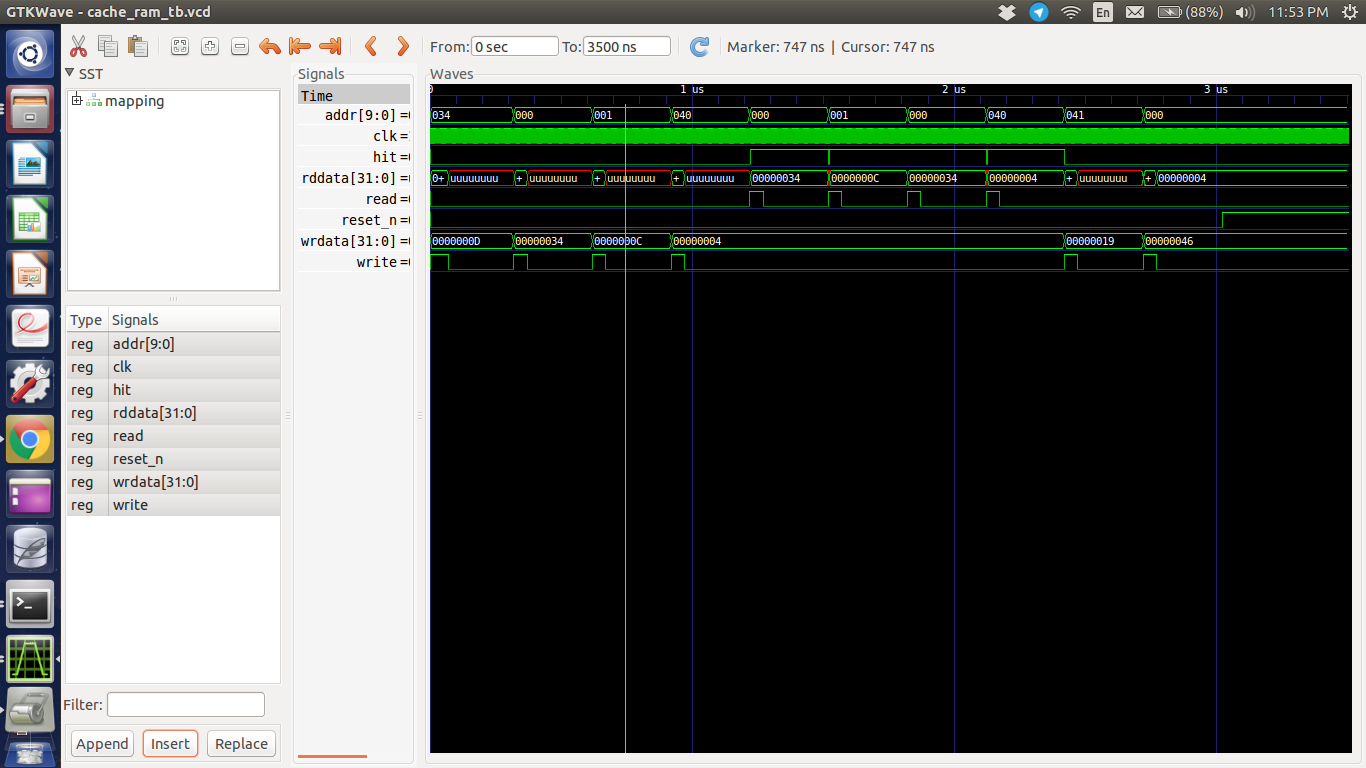 GTKWave - cache_ram_tb.vcd
En
(88%)
11:53 PM
From: 0 sec To: 3500 ns
Marker: 747 ns | Cursor: 747 ns
SST
mapping
Type Signals
reg addr[9:0]
reg clk
reg hit
reg rddata[31:0]
reg read
reg reset_n
reg wrdata[31:0]
reg write
Filter:
Append Insert Replace
Signals
Time
addr[9:0] =
clk=
hit=
rddata[31:0] =
read=
reset_n=
wrdata[31:0] =
write=
Waves
0 1 us 2 us 3 us
034 000 001 040 000 001 000 040 041 000
0+ uuuuuuuu + uuuuuuuu + uuuuuuuu + uuuuuuuu 00000034 0000000C 00000034 00000004 + uuuuuuuu + 00000004
0000000D 00000034 0000000C 00000004 00000019 00000046